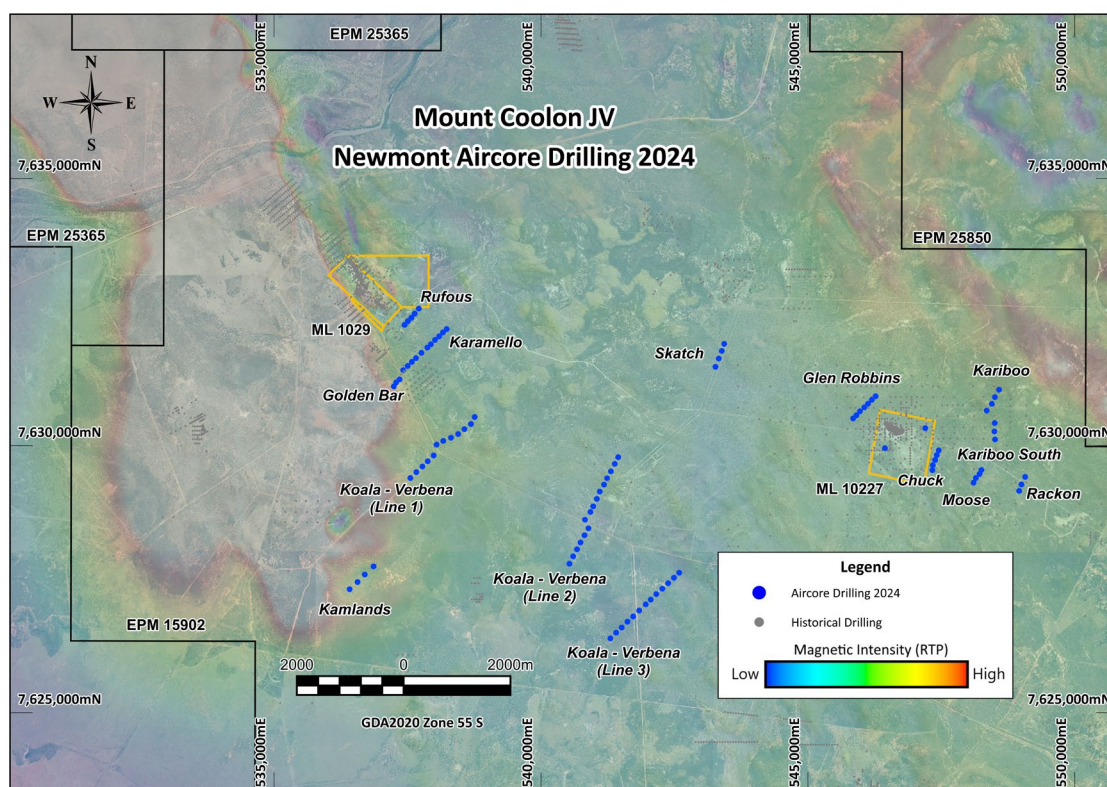 EPM 25365
535,000mE
540,000mE
545,000mE
550,000mE
N
W
E
S
Mount Coolon JV
Newmont Aircore Drilling 2024
7,635,000mN
7,635,000mN
EPM 25365
EPM 25850
Rufous
ML 1029
Karamello
Skatch
Golden Bar
Glen Robbins
Kariboo
7,630,000mN
7,630,000mN
Kariboo South
Koala - Verbena
(Line 1)
Chuck
ML 10227
Moose
Rackon
Koala - Verbena
(Line 2)
Kamlands
EPM 15902
Koala - Verbena
(Line 3)
Legend
Aircore Drilling 2024
Historical Drilling
Magnetic Intensity (RTP)
Low
High
2000
0
2000m
GDA2020 Zone 55 S
7,625,000mN
7,625,000mN
535,000mE
540,000mE
545,000mE
550,000mE